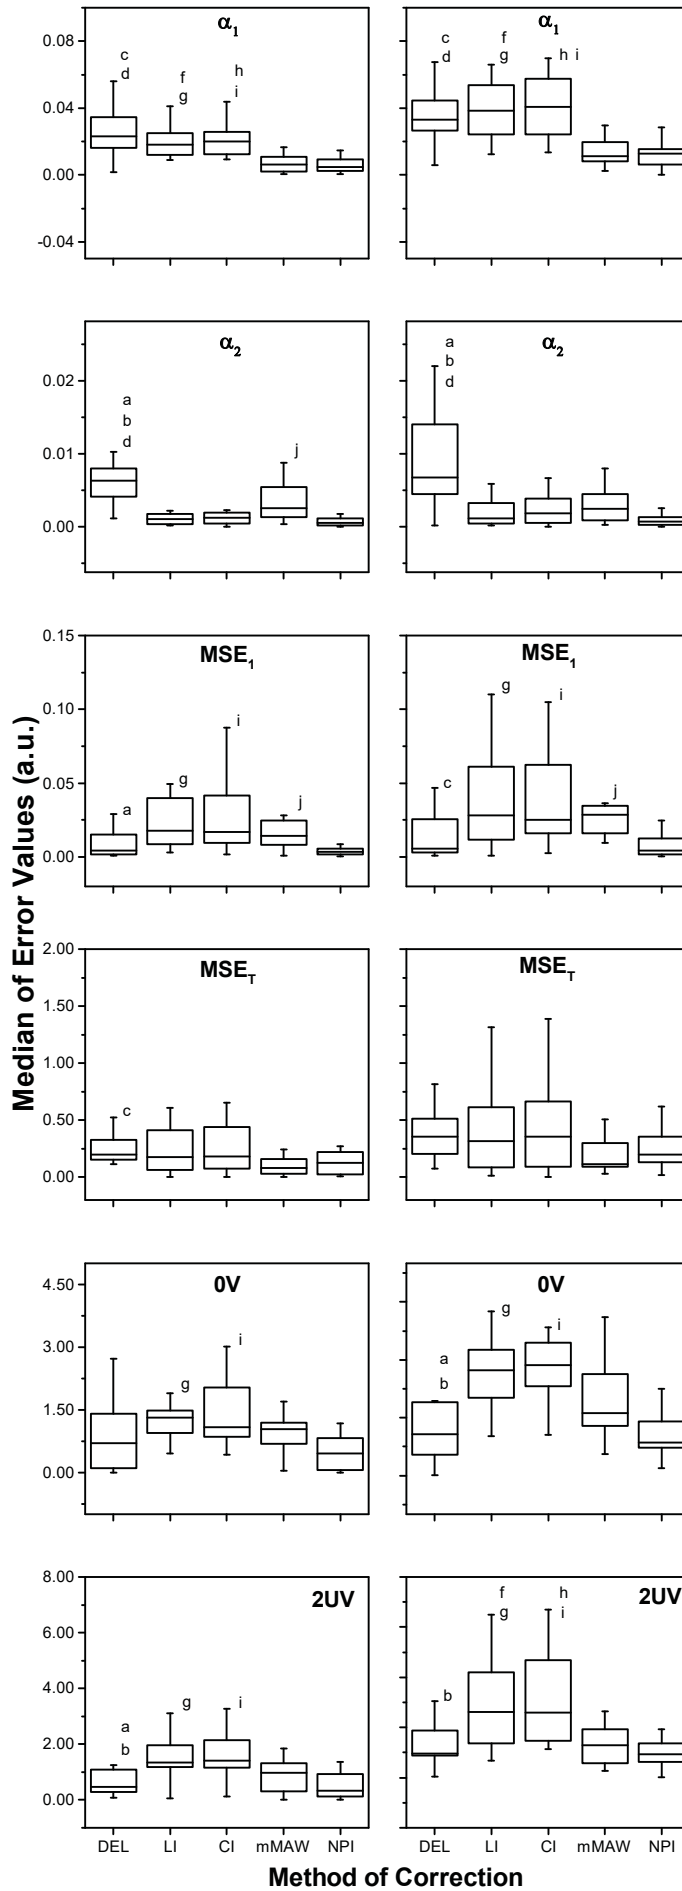 α1
c
d
f
g
h
i
0.08
0.04
0.00
-0.04
α1
c
d
f
g
h i
α2
a
b
d
j
0.02
0.01
0.00
α2
a
b
d
MSE1
a
g
i
j
0.15
0.10
0.05
0.00
MSE1
c
g
i
j
MSET
c
2.00
1.50
1.00
0.50
0.00
MSET
0V
g
i
4.50
3.00
1.50
0.00
0V
a
b
g
i
2UV
a
b
g
i
8.00
6.00
4.00
2.00
0.00
2UV
b
f
g
h
i
DEL LI CI mMAW NPI
DEL LI CI mMAW NPI
Median of Error Values (a.u.)
Method of Correction